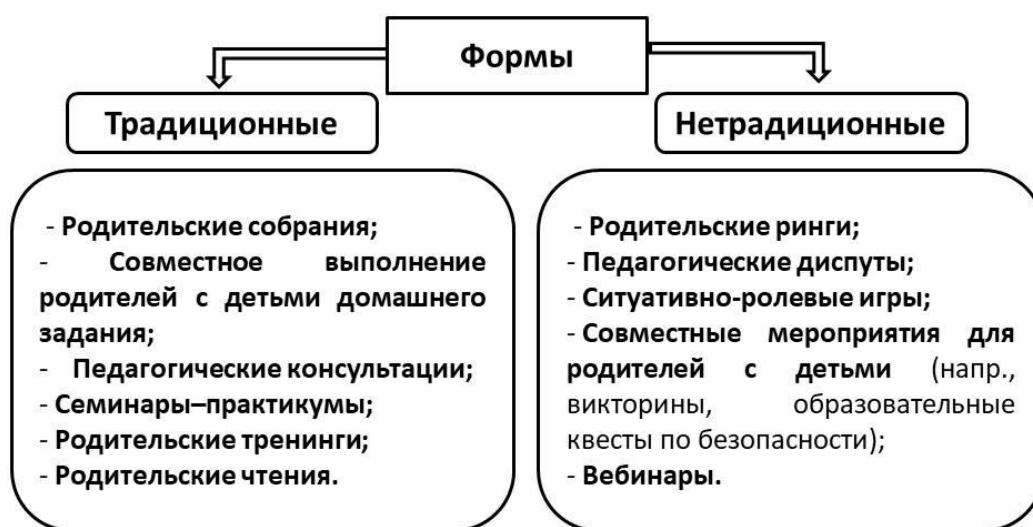 Формы
Традиционные
Нетрадиционные
- Родительские собрания;
- Совместное выполнение
родителей с детьми домашнего
задания;
- Педагогические консультации;
- Семинары–практикумы;
- Родительские тренинги;
- Родительские чтения.
- Родительские ринги;
- Педагогические диспуты;
- Ситуативно-ролевые игры;
- Совместные мероприятия для
родителей с детьми (напр.,
викторины, образовательные
квесты по безопасности);
- Вебинары.